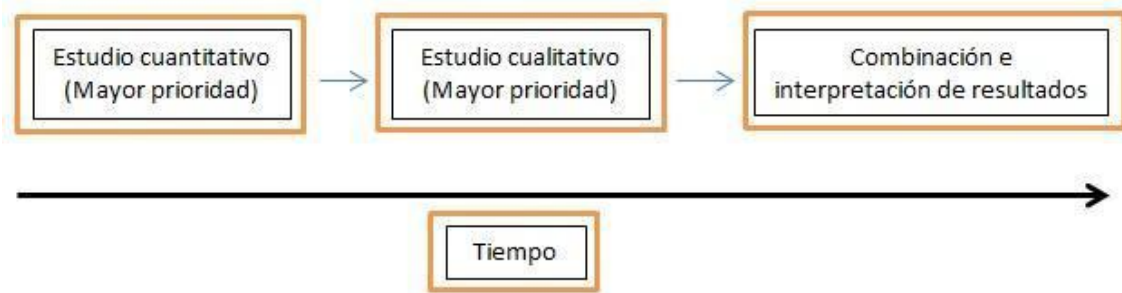 Estudio cuantitativo
(Mayor prioridad)
Estudio cualitativo
(Mayor prioridad)
Combinación e
interpretación de resultados
Tiempo